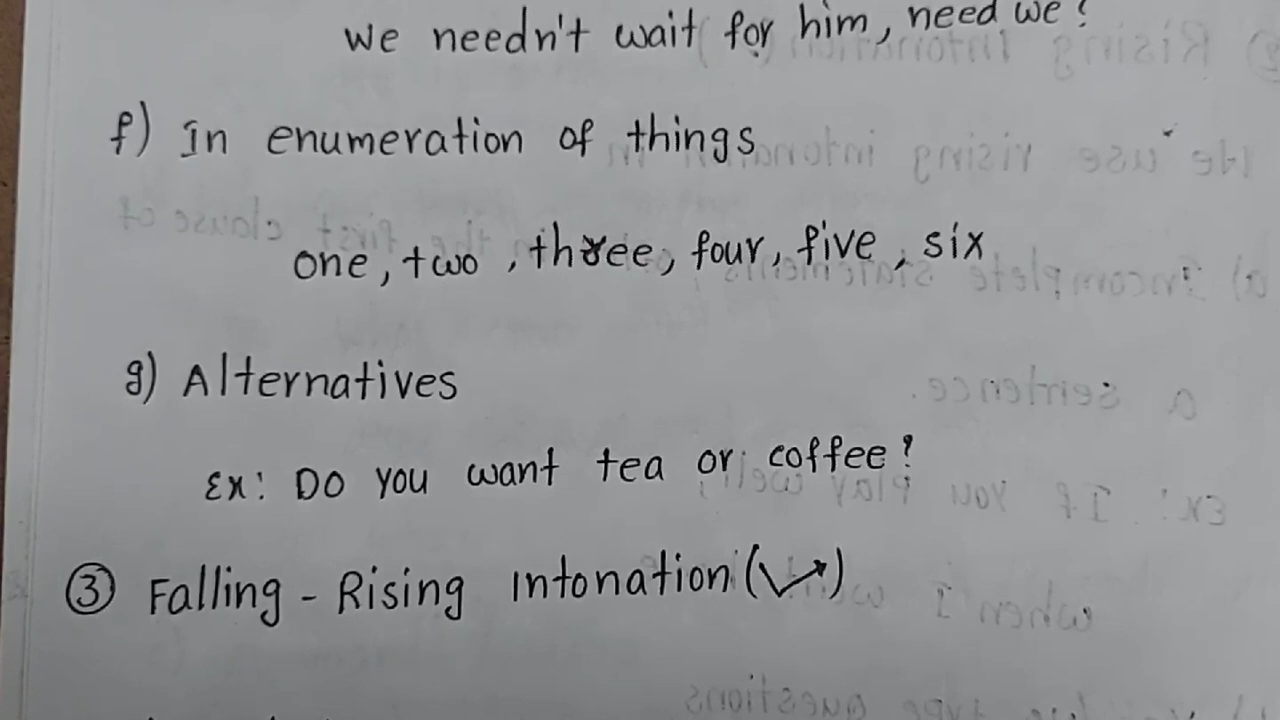 We needn't wait for him, need we?
f) In enumeration of things
one, two, three, four, five, six
g) Alternatives
Ex: Do you want tea or coffee?
③ Falling - Rising Intonation (↘↗)